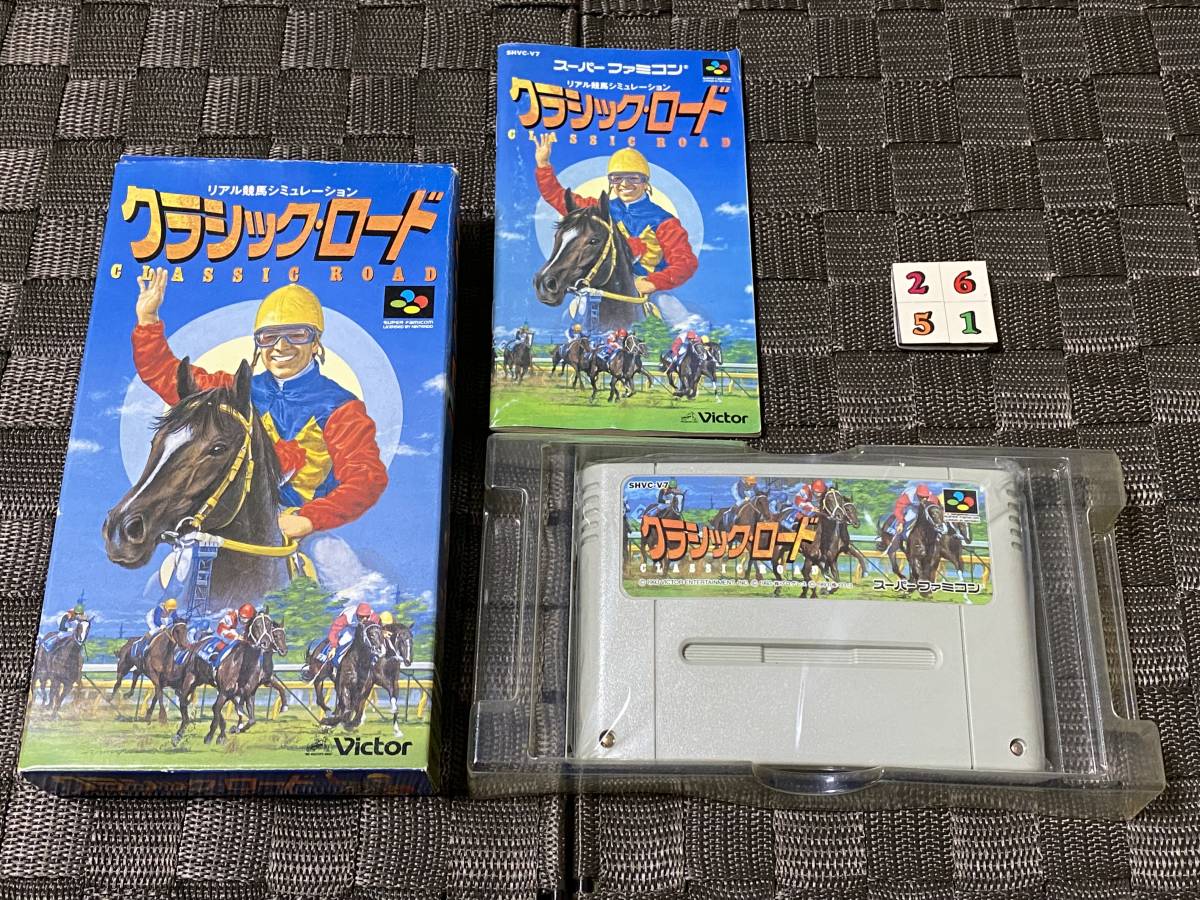 リアル競馬シミュレーション
クラシック・ロード
CLASSIC ROAD
SUPER FAMICOM
LICENSED BY NINTENDO
Victor
SHVC-V7
スーパーファミコン
リアル競馬シミュレーション
クラシック・ロード
CLASSIC ROAD
Victor
2 6
5 1
SHVC-V7
クラシック・ロード
スーパーファミコン